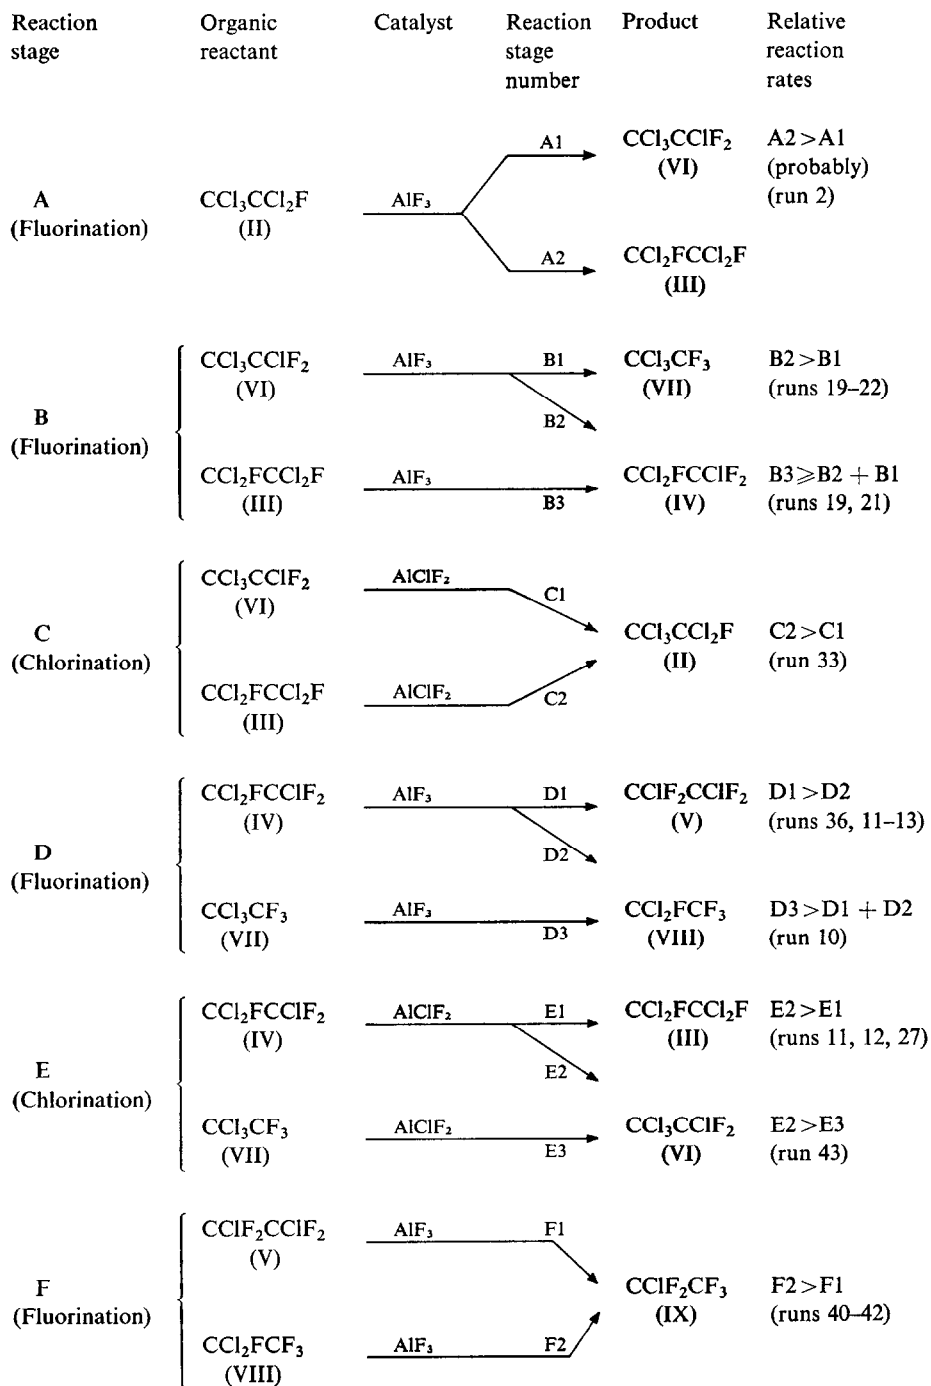 Reaction stage Organic reactant Catalyst Reaction stage number Product Relative reaction rates
A1
CCl₃CClF₂ A2>A1
(VI) (probably)
A CCl₃CCl₂F AlF₃ (run 2)
(Fluorination) (II)
A2 CCl₂FCCl₂F
(III)
CCl₃CClF₂ AlF₃ B1 CCl₃CF₃ B2>B1
(VI) (VII) (runs 19–22)
B B2
(Fluorination)
CCl₂FCCl₂F AlF₃ CCl₂FCClF₂ B3⩾B2 + B1
(III) B3 (IV) (runs 19, 21)
CCl₃CClF₂ AlClF₂ C1
(VI)
C CCl₃CCl₂F C2>C1
(Chlorination) (II) (run 33)
CCl₂FCCl₂F AlClF₂ C2
(III)
CCl₂FCClF₂ AlF₃ D1 CClF₂CClF₂ D1>D2
(IV) (V) (runs 36, 11–13)
D D2
(Fluorination)
CCl₃CF₃ AlF₃ CCl₂FCF₃ D3>D1 + D2
(VII) D3 (VIII) (run 10)
CCl₂FCClF₂ AlClF₂ E1 CCl₂FCCl₂F E2>E1
(IV) (III) (runs 11, 12, 27)
E E2
(Chlorination)
CCl₃CF₃ AlClF₂ CCl₃CClF₂ E2>E3
(VII) E3 (VI) (run 43)
CClF₂CClF₂ AlF₃ F1
(V)
F CClF₂CF₃ F2>F1
(Fluorination) (IX) (runs 40–42)
CCl₂FCF₃ AlF₃ F2
(VIII)